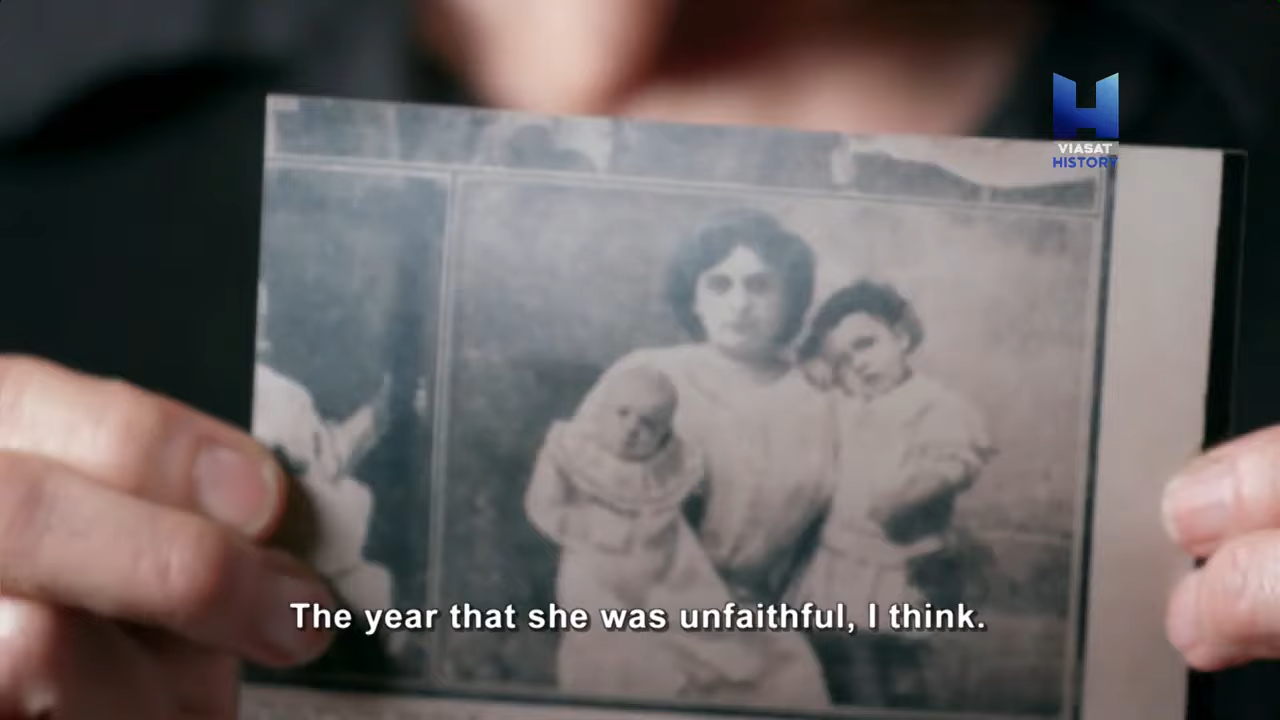 VIASAT
HISTORY
The year that she was unfaithful, I think.